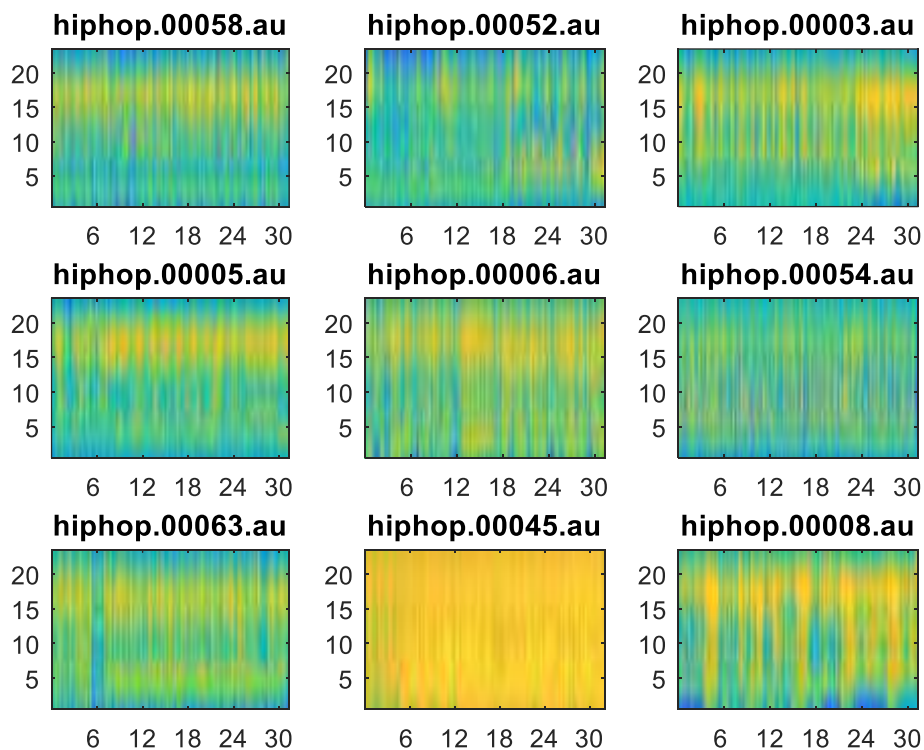 hiphop.00058.au hiphop.00052.au hiphop.00003.au
20 20 20
15 15 15
10 10 10
5 5 5
6 12 18 24 30 6 12 18 24 30 6 12 18 24 30
hiphop.00005.au hiphop.00006.au hiphop.00054.au
20 20 20
15 15 15
10 10 10
5 5 5
6 12 18 24 30 6 12 18 24 30 6 12 18 24 30
hiphop.00063.au hiphop.00045.au hiphop.00008.au
20 20 20
15 15 15
10 10 10
5 5 5
6 12 18 24 30 6 12 18 24 30 6 12 18 24 30